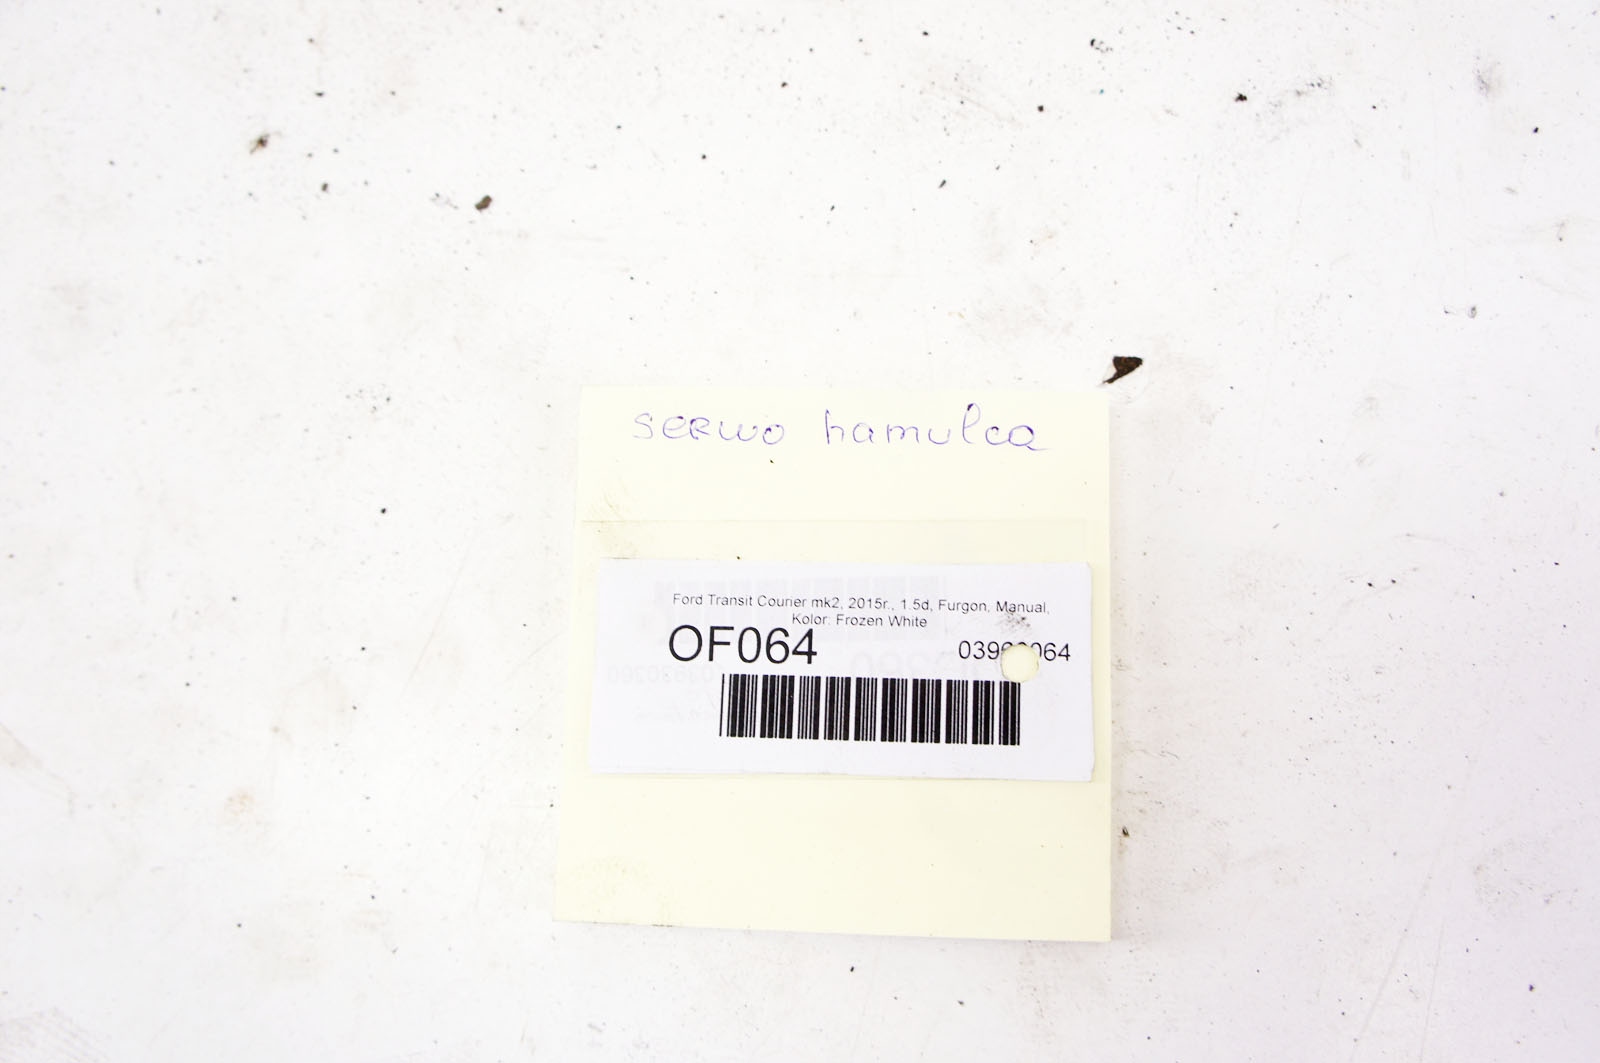 serwo hamulca
Ford Transit Courier mk2, 2015r., 1.5d, Furgon, Manual,
Kolor: Frozen White
OF064